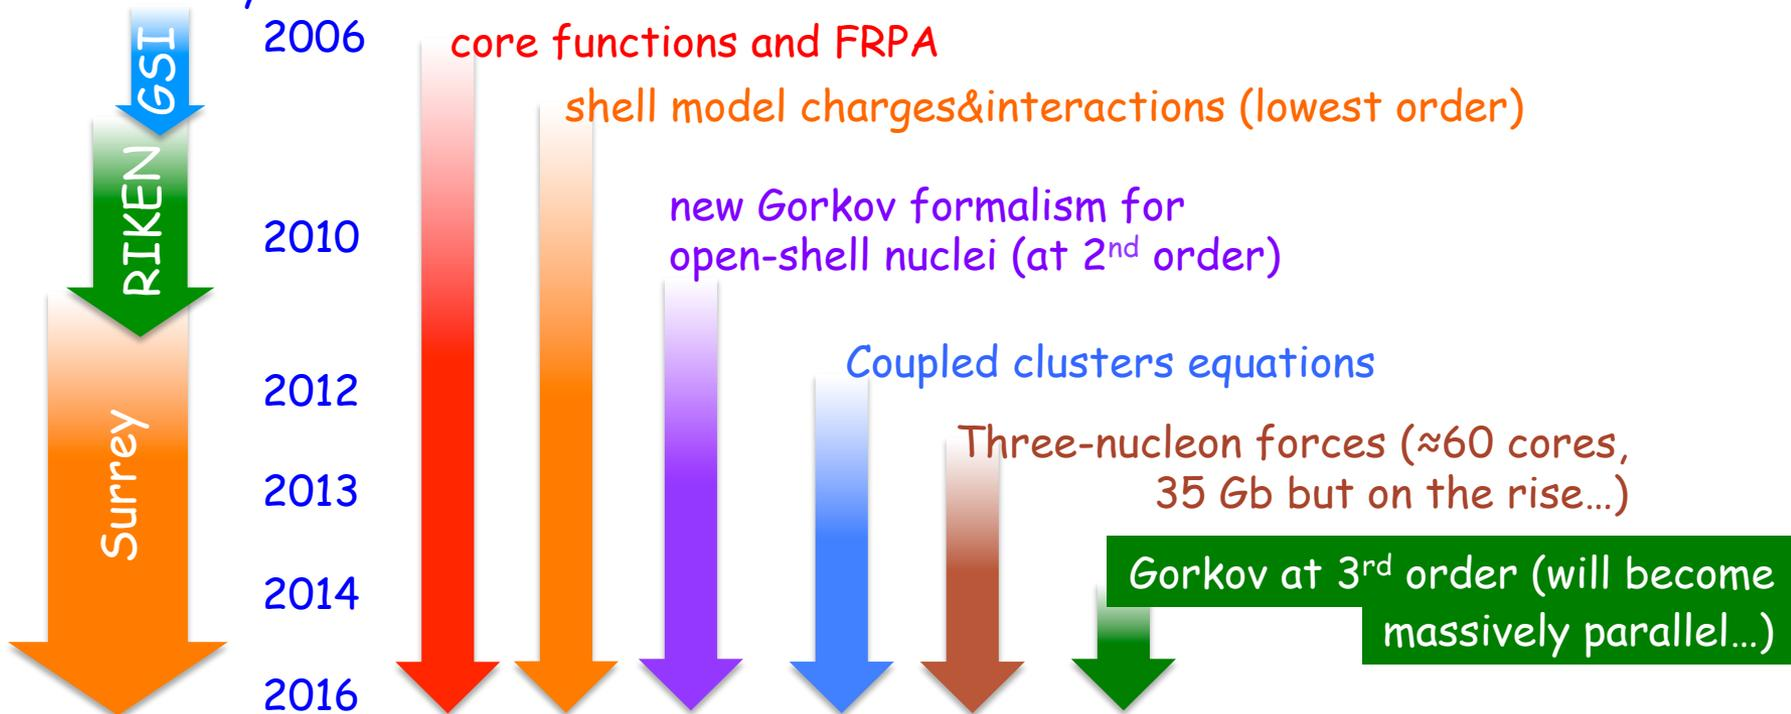 GSI
RIKEN
Surrey
2006
core functions and FRPA
shell model charges&interactions (lowest order)
new Gorkov formalism for
2010
open-shell nuclei (at 2nd order)
Coupled clusters equations
2012
Three-nucleon forces (≈60 cores,
2013
35 Gb but on the rise…)
Gorkov at 3rd order (will become
2014
massively parallel…)
2016